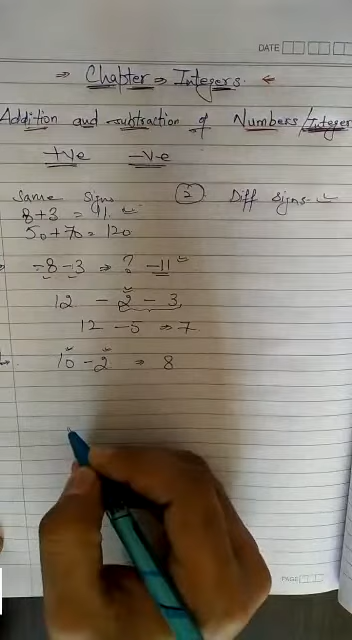 DATE
⇒ Chapter ⇒ Integers. ←
Addition and subtraction of Numbers/Integer
+ve -ve
Same Signs
② Diff Signs-
8+3 = 11
50+70 = 120
-8-3 ⇒ ? -11
12 - 2 - 3
12 - 5 ⇒ 7
10 - 2 ⇒ 8
PAGE